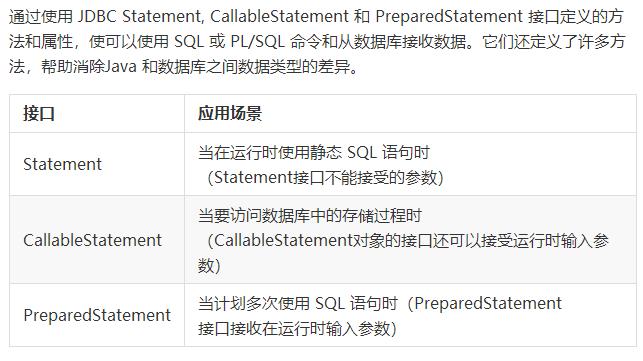 通过使用 JDBC Statement, CallableStatement 和 PreparedStatement 接口定义的方
法和属性，使可以使用 SQL 或 PL/SQL 命令和从数据库接收数据。它们还定义了许多方
法，帮助消除Java 和数据库之间数据类型的差异。
接口 应用场景
Statement 当在运行时使用静态 SQL 语句时
（Statement接口不能接受的参数）
CallableStatement 当要访问数据库中的存储过程时
（CallableStatement对象的接口还可以接受运行时输入参
数）
PreparedStatement 当计划多次使用 SQL 语句时（PreparedStatement
接口接收在运行时输入参数）